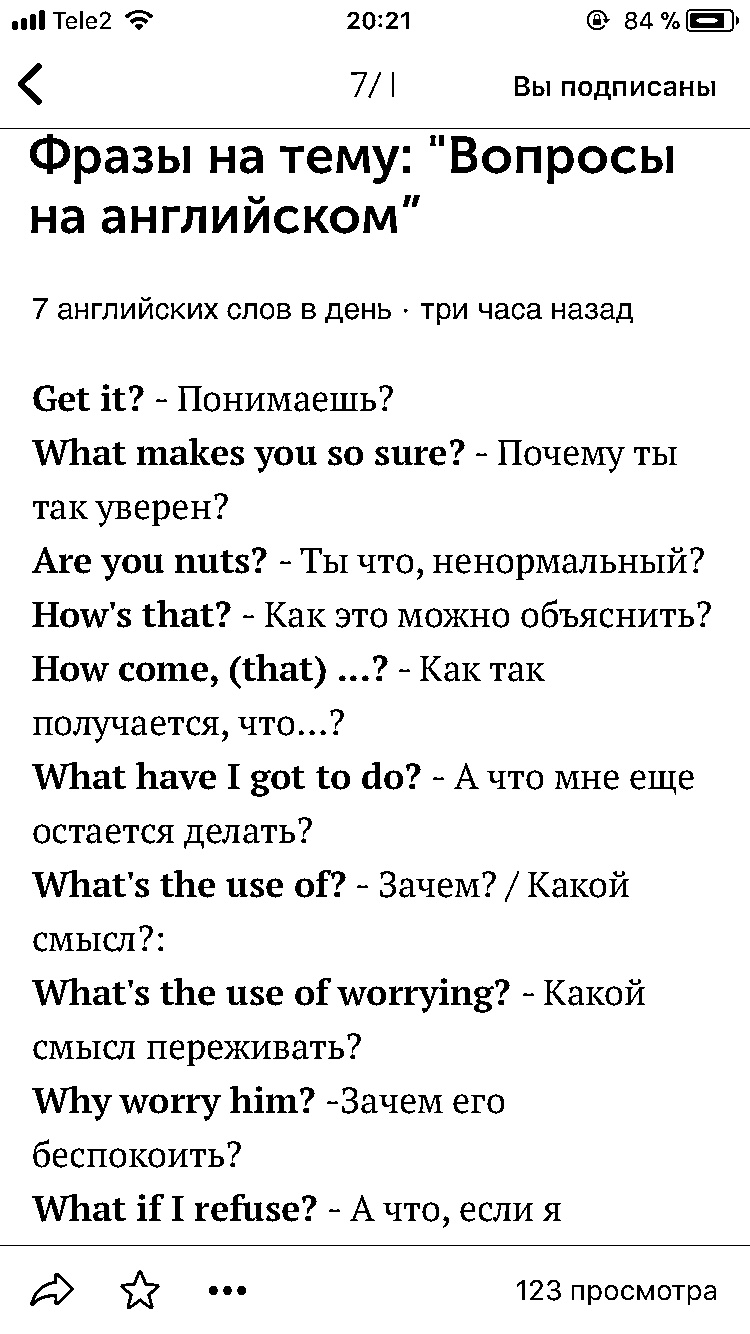 Tele2 20:21 84 %
7/ | Вы подписаны
Фразы на тему: "Вопросы
на английском”
7 английских слов в день · три часа назад
Get it? - Понимаешь?
What makes you so sure? - Почему ты
так уверен?
Are you nuts? - Ты что, ненормальный?
How's that? - Как это можно объяснить?
How come, (that) ...? - Как так
получается, что...?
What have I got to do? - А что мне еще
остается делать?
What's the use of? - Зачем? / Какой
смысл?:
What's the use of worrying? - Какой
смысл переживать?
Why worry him? -Зачем его
беспокоить?
What if I refuse? - А что, если я
123 просмотра